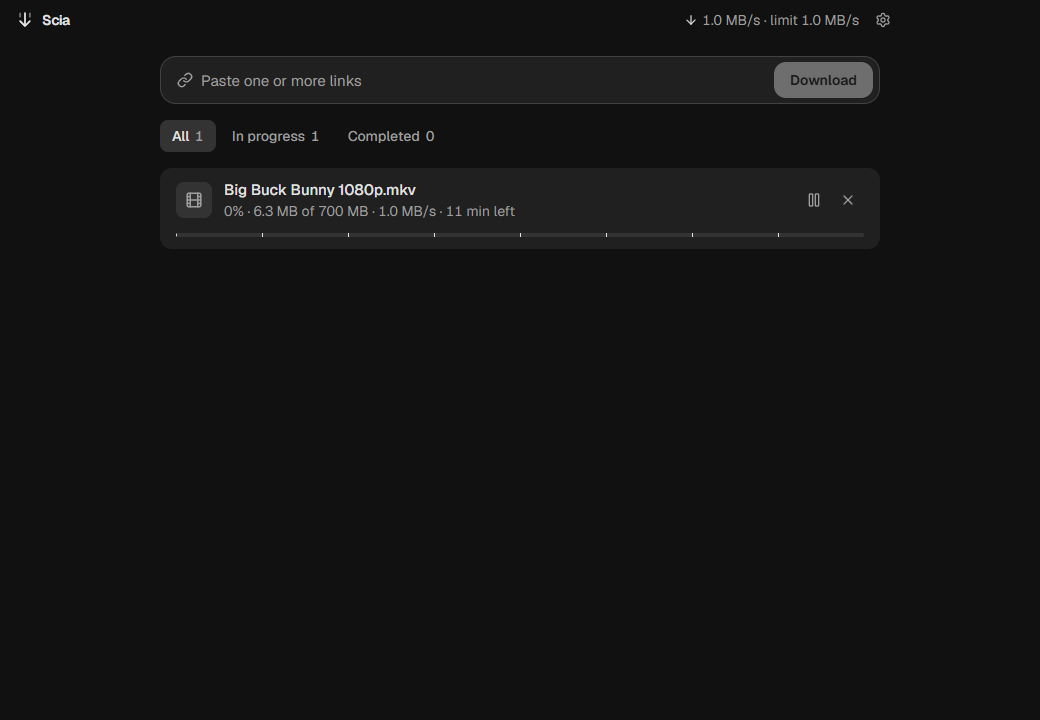 Scia
1.0 MB/s · limit 1.0 MB/s
Paste one or more links
Download
All 1
In progress 1
Completed 0
Big Buck Bunny 1080p.mkv
0% · 6.3 MB of 700 MB · 1.0 MB/s · 11 min left